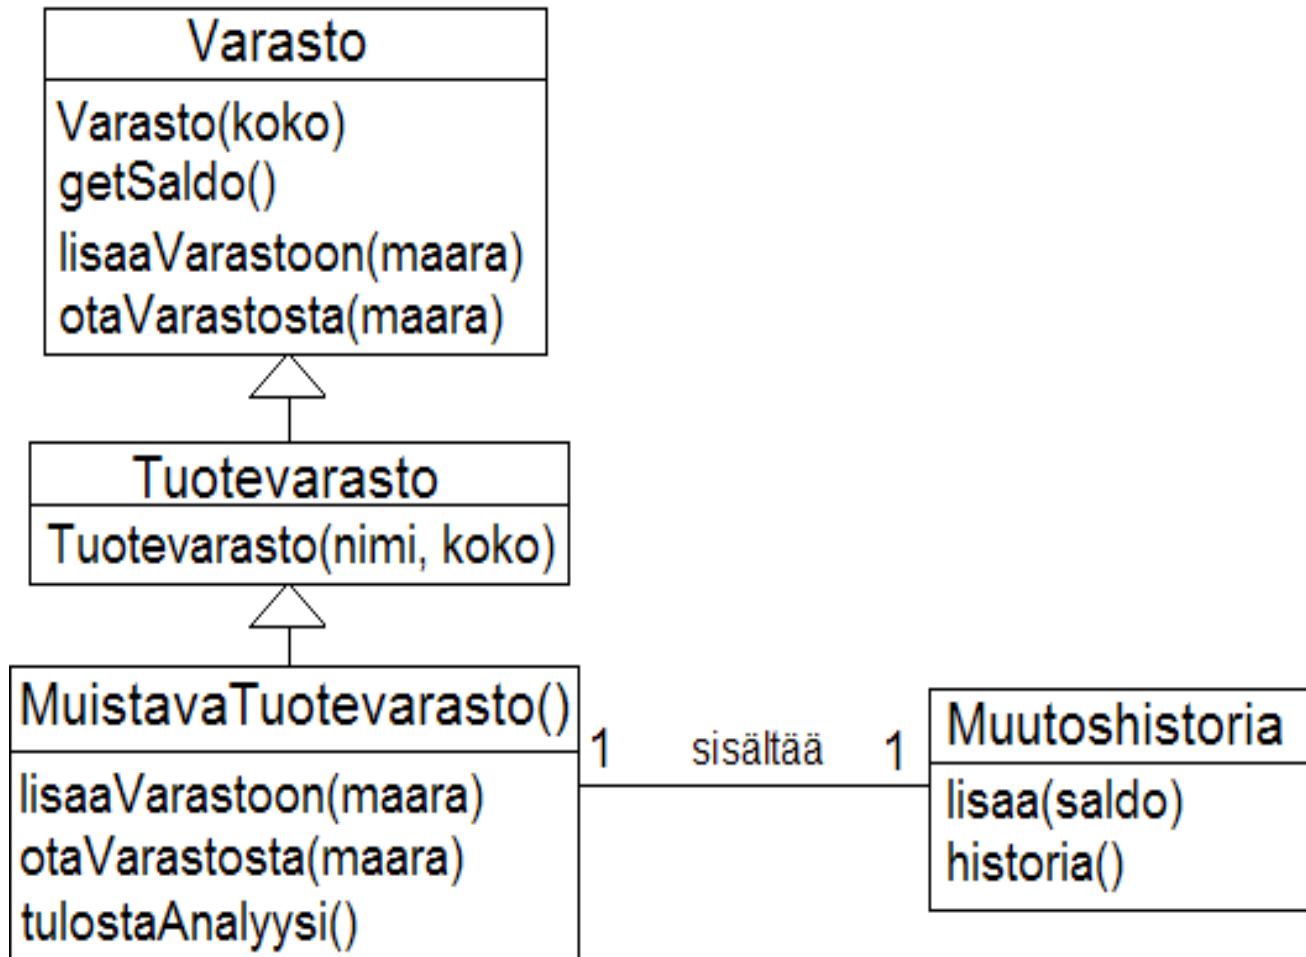 Varasto
Varasto(koko)
getSaldo()
lisaaVarastoon(maara)
otaVarastosta(maara)
Tuotevarasto
Tuotevarasto(nimi, koko)
MuistavaTuotevarasto()
lisaaVarastoon(maara)
otaVarastosta(maara)
tulostaAnalyysi()
1 sisältää 1
Muutoshistoria
lisaa(saldo)
historia()